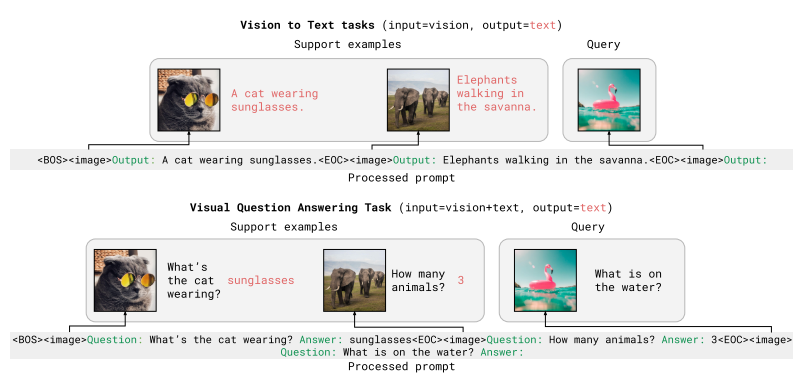 Vision to Text tasks (input=vision, output=text)
Support examples
Query
A cat wearing
sunglasses.
Elephants
walking in
the savanna.
<BOS><image>Output: A cat wearing sunglasses.<EOC><image>Output: Elephants walking in the savanna.<EOC><image>Output:
Processed prompt
Visual Question Answering Task (input=vision+text, output=text)
Support examples
Query
What's
the cat
wearing?
sunglasses
How many
animals?
3
What is on
the water?
<BOS><image>Question: What's the cat wearing? Answer: sunglasses<EOC><image>Question: How many animals? Answer: 3<EOC><image>
Question: What is on the water? Answer:
Processed prompt